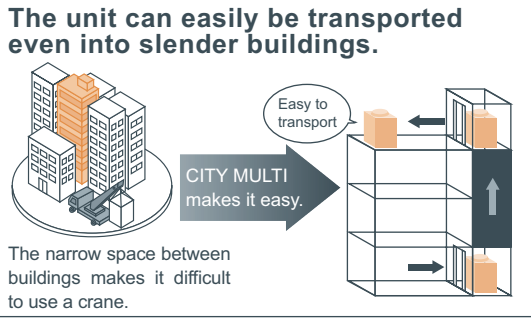 The unit can easily be transported
even into slender buildings.
Easy to
transport
CITY MULTI
makes it easy.
The narrow space between
buildings makes it difficult
to use a crane.